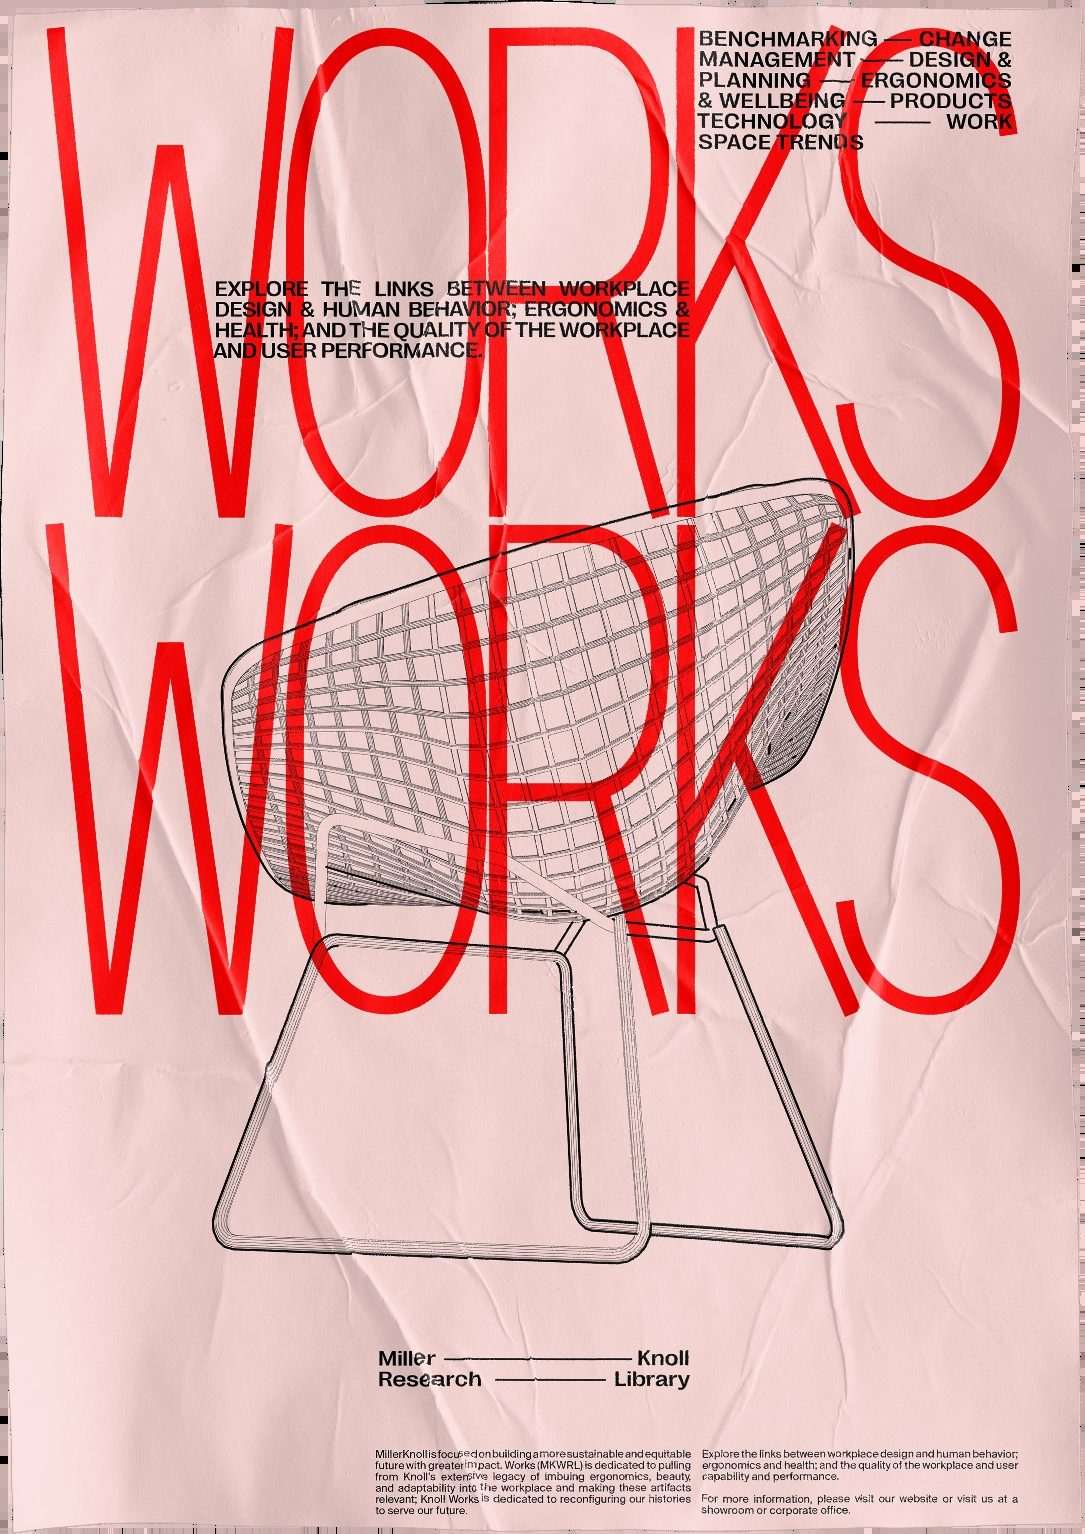 WORKS
BENCHMARKING — CHANGE
MANAGEMENT — DESIGN &
PLANNING — ERGONOMICS
& WELLBEING — PRODUCTS
TECHNOLOGY — WORK
SPACE TRENDS
EXPLORE THE LINKS BETWEEN WORKPLACE
DESIGN & HUMAN BEHAVIOR; ERGONOMICS &
HEALTH; AND THE QUALITY OF THE WORKPLACE
AND USER PERFORMANCE.
WORKS
Miller — Knoll
Research — Library
MillerKnoll is focused on building a more sustainable and equitable
future with greater impact. Works (MKWRL) is dedicated to pulling
from Knoll's extensive legacy of imbuing ergonomics, beauty,
and adaptability into the workplace and making these artifacts
relevant; Knoll Works is dedicated to reconfiguring our histories
to serve our future.
Explore the links between workplace design and human behavior;
ergonomics and health; and the quality of the workplace and user
capability and performance.
For more information, please visit our website or visit us at a
showroom or corporate office.